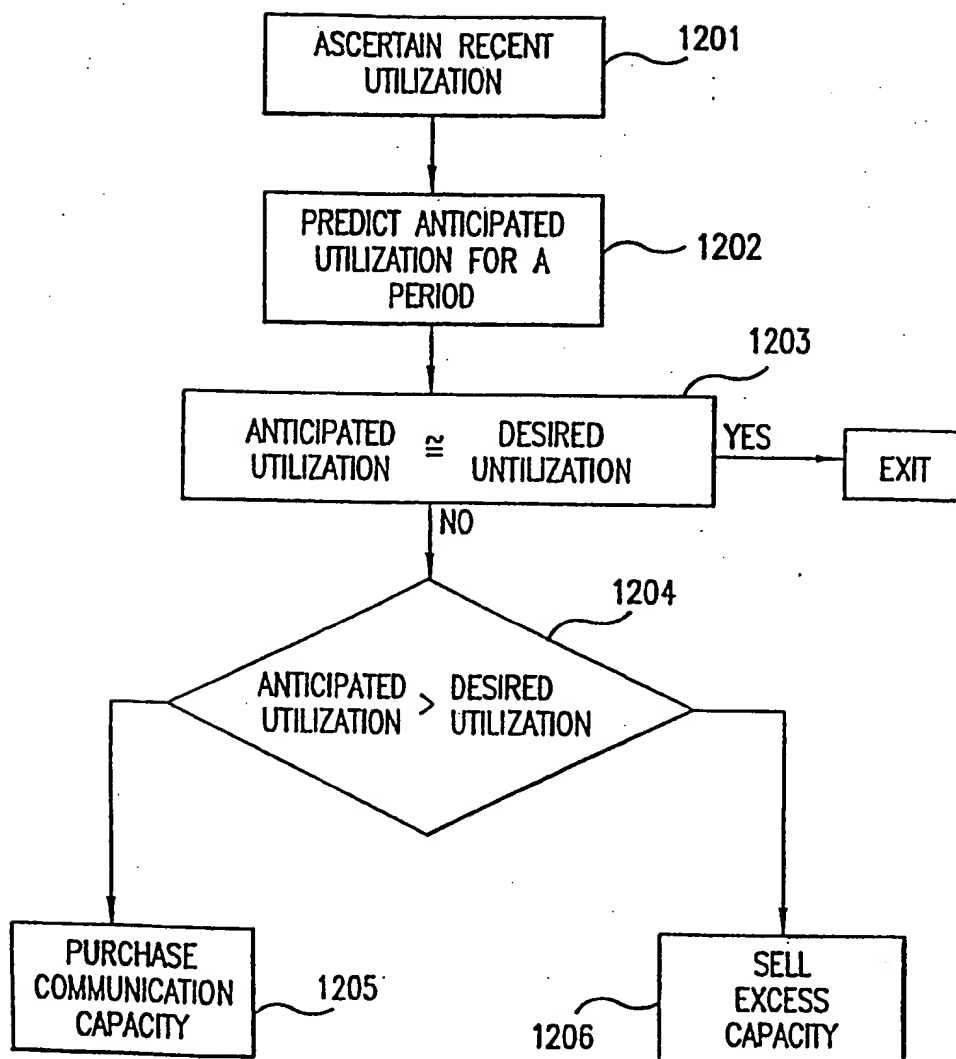 ASCERTAIN RECENT
UTILIZATION
1201
PREDICT ANTICIPATED
UTILIZATION FOR A
PERIOD
1202
1203
ANTICIPATED
UTILIZATION
≅
DESIRED
UNTILIZATION
YES
EXIT
NO
1204
ANTICIPATED
UTILIZATION
>
DESIRED
UTILIZATION
PURCHASE
COMMUNICATION
CAPACITY
1205
SELL
EXCESS
CAPACITY
1206